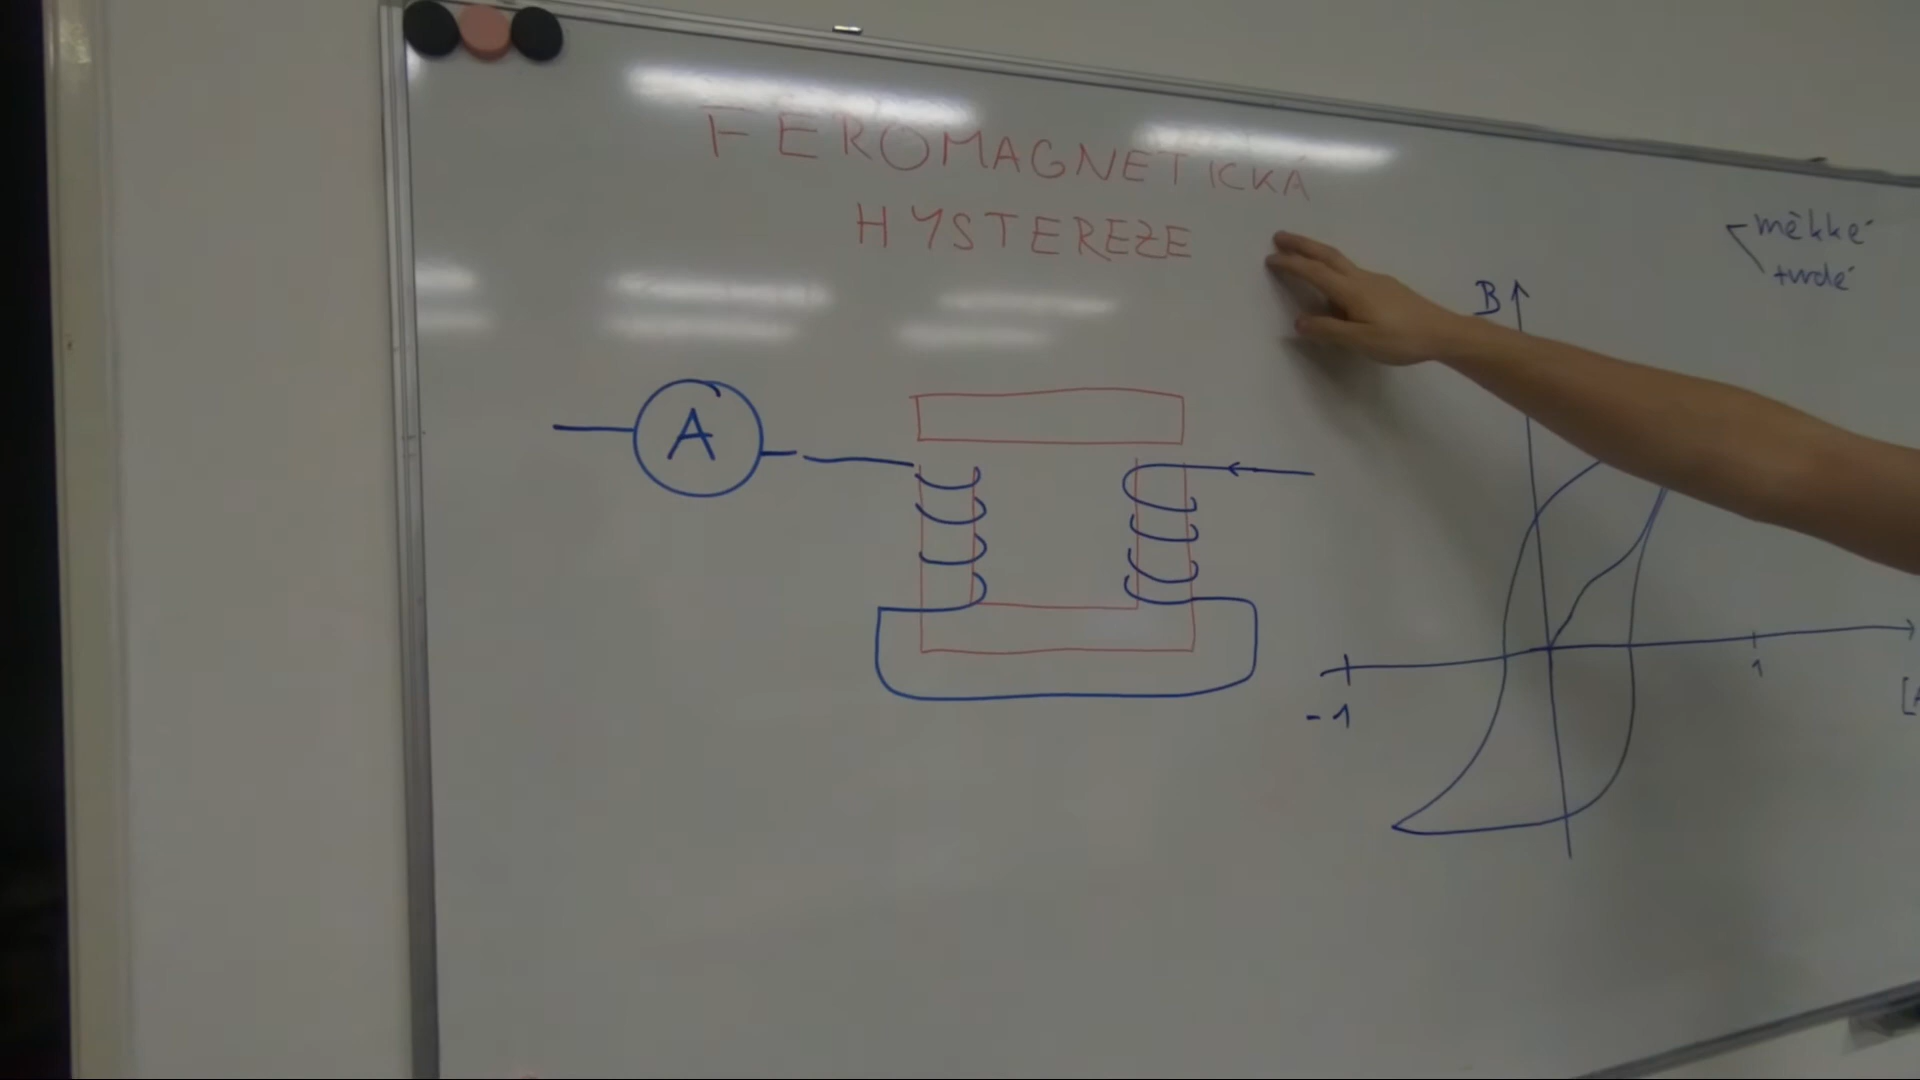 FEROMAGNETICKÁ
HYSTEREZE
měkké
tvrdé
B
A
1
-1